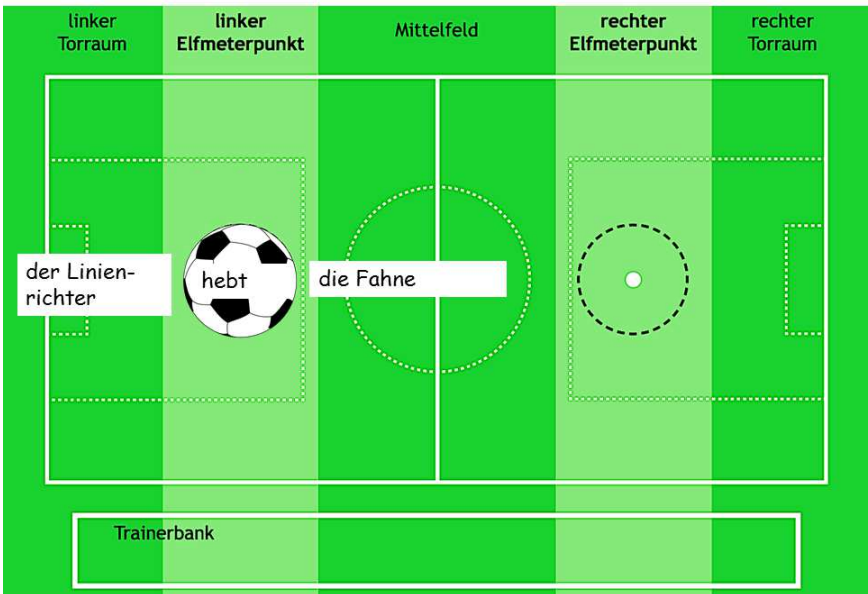 linker
Torraum
linker
Elfmeterpunkt
Mittelfeld
rechter
Elfmeterpunkt
rechter
Torraum
der Linien-
richter
hebt
die Fahne
Trainerbank